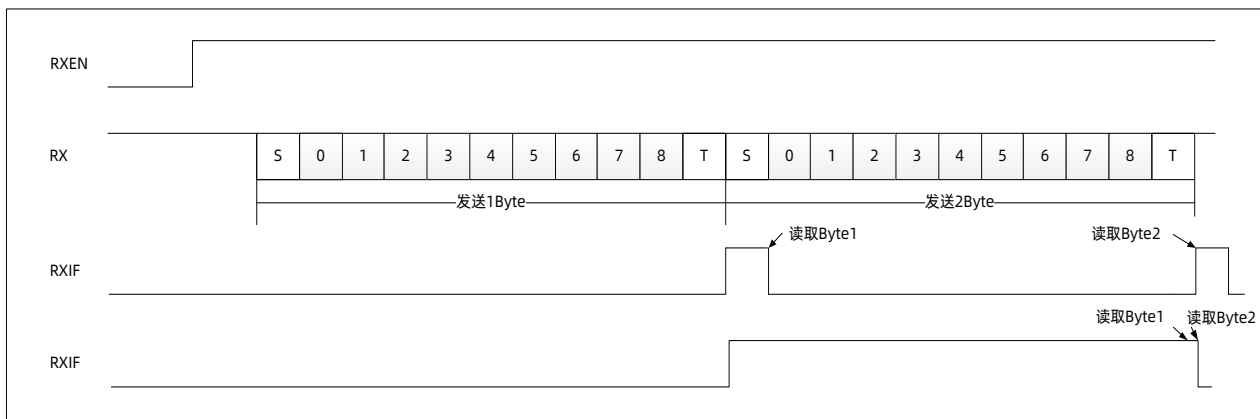 RXEN
RX S 0 1 2 3 4 5 6 7 8 T S 0 1 2 3 4 5 6 7 8 T
发送1Byte 发送2Byte
读取Byte1 读取Byte2
RXIF
读取Byte1 读取Byte2
RXIF